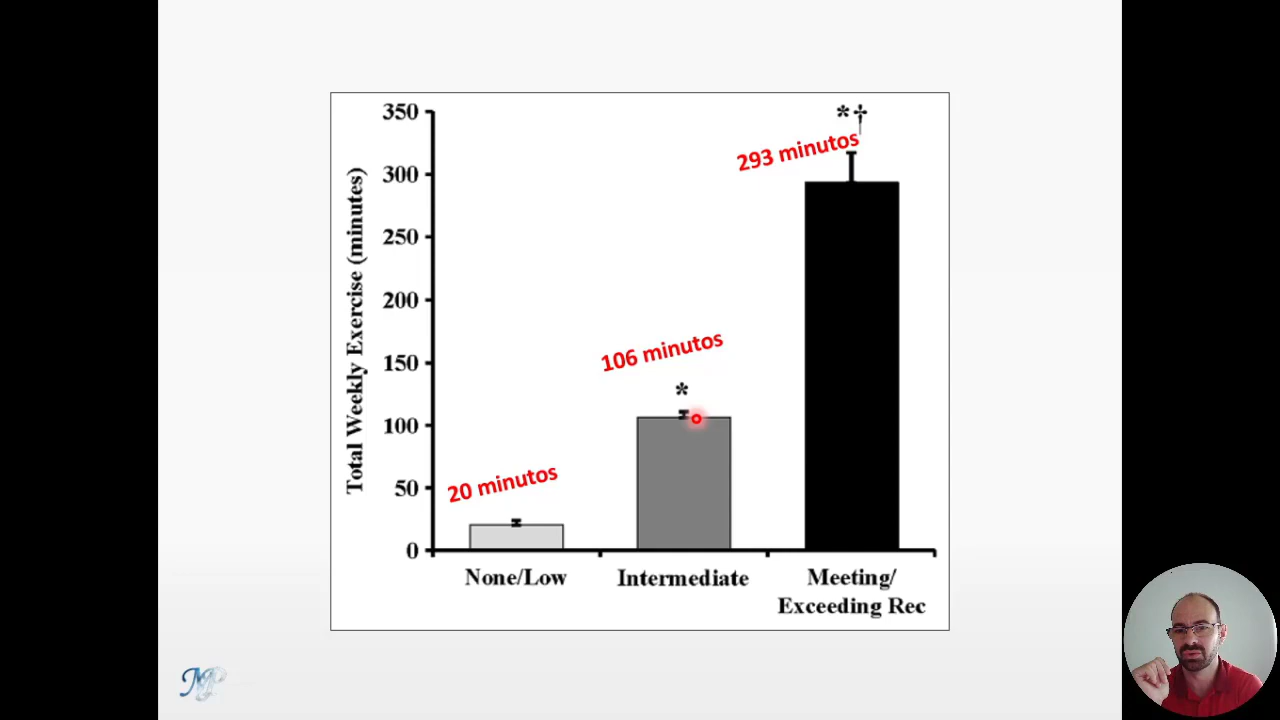 350
*†
293 minutos
300
250
Total Weekly Exercise (minutes)
200
150
106 minutos
*
100
50
20 minutos
0
None/Low
Intermediate
Meeting/
Exceeding Rec